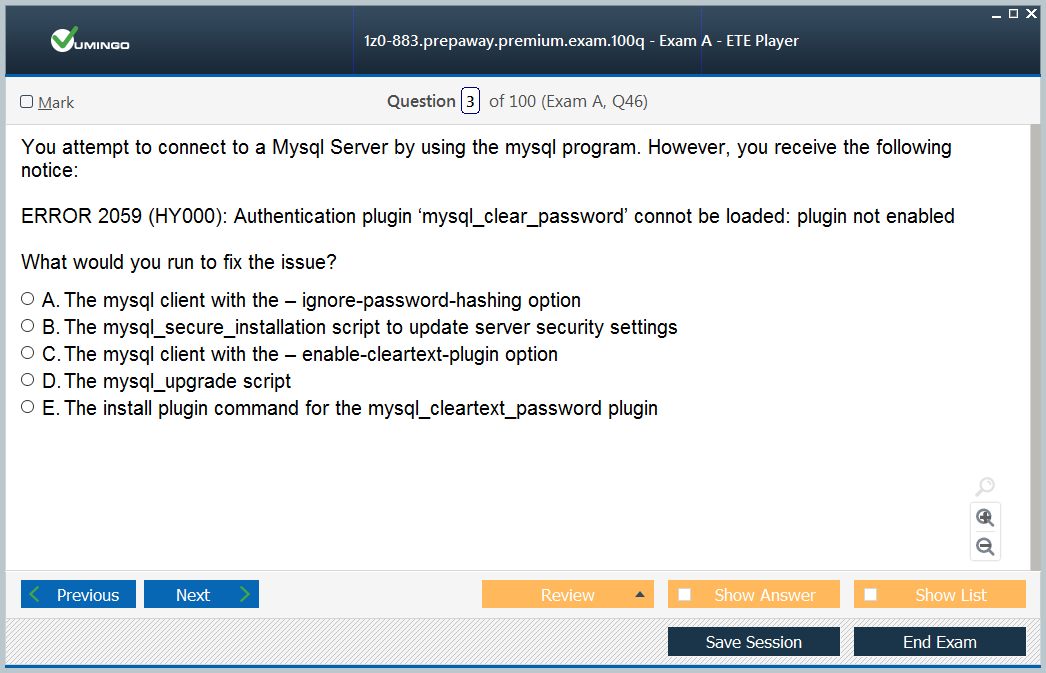 VUMINGO
1z0-883.prepaway.premium.exam.100q - Exam A - ETE Player
Mark
Question 3 of 100 (Exam A, Q46)
You attempt to connect to a Mysql Server by using the mysql program. However, you receive the following
notice:
ERROR 2059 (HY000): Authentication plugin ‘mysql_clear_password’ connot be loaded: plugin not enabled
What would you run to fix the issue?
A. The mysql client with the – ignore-password-hashing option
B. The mysql_secure_installation script to update server security settings
C. The mysql client with the – enable-cleartext-plugin option
D. The mysql_upgrade script
E. The install plugin command for the mysql_cleartext_password plugin
Previous
Next
Review
Show Answer
Show List
Save Session
End Exam